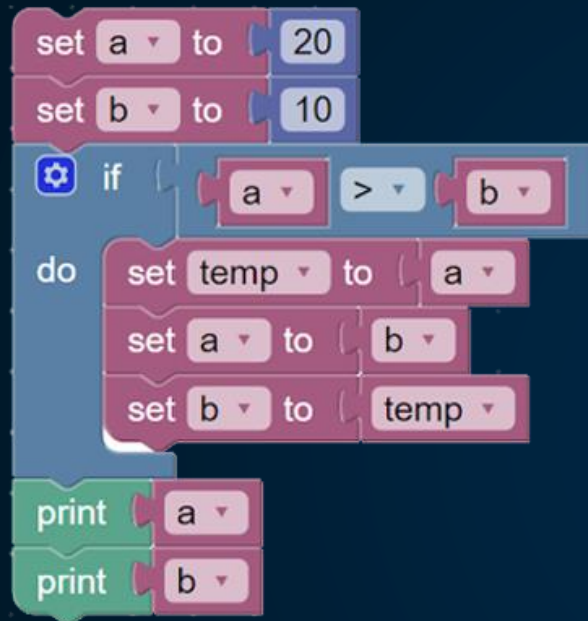 set a to 20
set b to 10
if a > b
do set temp to a
set a to b
set b to temp
print a
print b